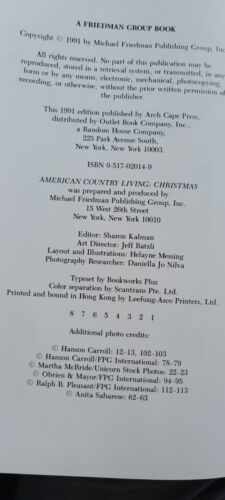 A FRIEDMAN GROUP BOOK
Copyright © 1991 by Michael Friedman Publishing Group, Inc
All rights reserved. No part of this publication may be
reproduced, stored in a retrieval system, or transmitted, in any
form or by any means, electronic, mechanical, photocopying,
recording, or otherwise, without the prior written permission of
the publisher.
This 1991 edition published by Arch Cape Press,
distributed by Outlet Book Company, Inc.,
a Random House Company,
225 Park Avenue South,
New York, New York 10003.
ISBN 0-517-02014-9
AMERICAN COUNTRY LIVING: CHRISTMAS
was prepared and produced by
Michael Friedman Publishing Group, Inc.
15 West 26th Street
New York, New York 10010
Editor: Sharon Kalman
Art Director: Jeff Batzli
Layout and Illustrations: Helayne Messing
Photography Researcher: Daniella Jo Nilva
Typeset by Bookworks Plus
Color separation by Scantrans Pte. Ltd.
Printed and bound in Hong Kong by Leefung-Asco Printers, Ltd.
8 7 6 5 4 3 2 1
Additional photo credits:
© Hanson Carroll: 12-13, 102-103
© Hanson Carroll/FPG International: 78-79
© Martha McBride/Unicorn Stock Photos: 22-23
© Obrien & Mayor/FPG International: 94-95
© Ralph B. Pleasant/FPG International: 112-113
© Anita Sabarese: 62-63